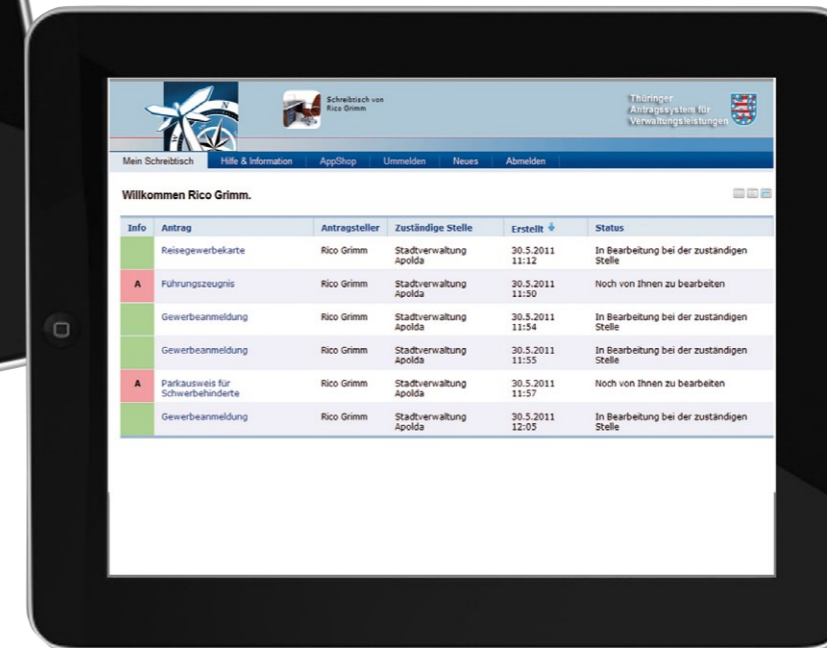 Schreibtisch von
Rico Grimm
Thüringer
Antragssystem für
Verwaltungsleistungen
N
Mein Schreibtisch Hilfe & Information AppShop Ummelden Neues Abmelden
Willkommen Rico Grimm.
Info Antrag Antragsteller Zuständige Stelle Erstellt Status
Reisegewerbekarte Rico Grimm Stadtverwaltung 30.5.2011 In Bearbeitung bei der zuständigen
Apolda 11:12 Stelle
A Führungszeugnis Rico Grimm Stadtverwaltung 30.5.2011 Noch von Ihnen zu bearbeiten
Apolda 11:50
Gewerbeanmeldung Rico Grimm Stadtverwaltung 30.5.2011 In Bearbeitung bei der zuständigen
Apolda 11:54 Stelle
Gewerbeanmeldung Rico Grimm Stadtverwaltung 30.5.2011 In Bearbeitung bei der zuständigen
Apolda 11:55 Stelle
A Parkausweis für Rico Grimm Stadtverwaltung 30.5.2011 Noch von Ihnen zu bearbeiten
Schwerbehinderte Apolda 11:57
Gewerbeanmeldung Rico Grimm Stadtverwaltung 30.5.2011 In Bearbeitung bei der zuständigen
Apolda 12:05 Stelle